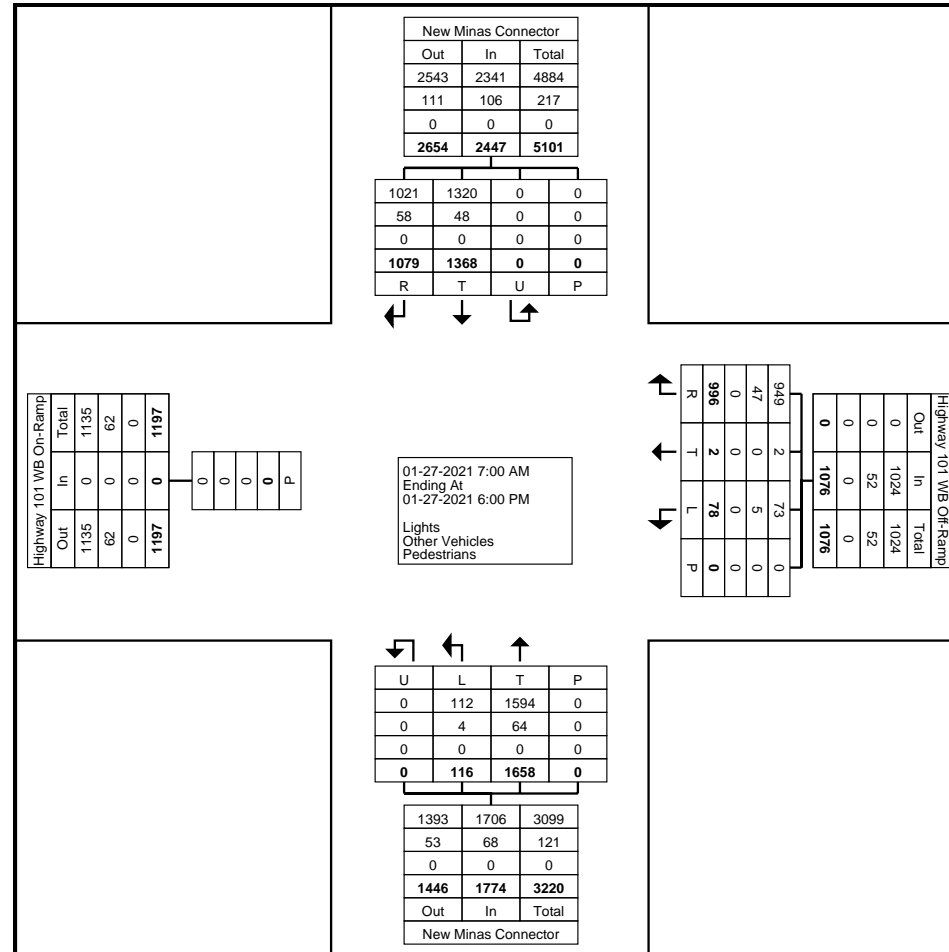 New Minas Connector
Out In Total
2543 2341 4884
111 106 217
0 0 0
2654 2447 5101
1021 1320 0 0
58 48 0 0
0 0 0 0
1079 1368 0 0
R T U P
Highway 101 WB On-Ramp
Total In Out
1135 0 1135
62 0 62
0 0 0
1197 0 1197
0
0
0
0
P
01-27-2021 7:00 AM
Ending At
01-27-2021 6:00 PM
Lights
Other Vehicles
Pedestrians
R T L P
996 2 78 0
0 0 0 0
47 0 5 0
949 2 73 0
Highway 101 WB Off-Ramp
Out In Total
0 1024 1024
0 52 52
0 0 0
0 1076 1076
U L T P
0 112 1594 0
0 4 64 0
0 0 0 0
0 116 1658 0
1393 1706 3099
53 68 121
0 0 0
1446 1774 3220
Out In Total
New Minas Connector